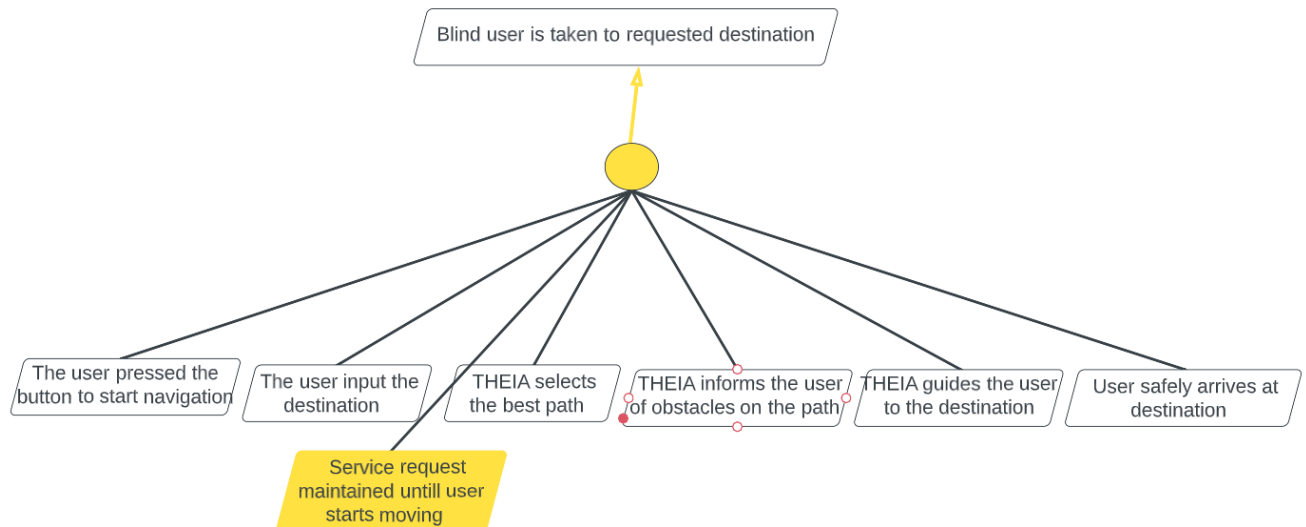 Blind user is taken to requested destination
The user pressed the
button to start navigation
The user input the
destination
THEIA selects
the best path
THEIA informs the user
of obstacles on the path
THEIA guides the user
to the destination
User safely arrives at
destination
Service request
maintained untill user
starts moving